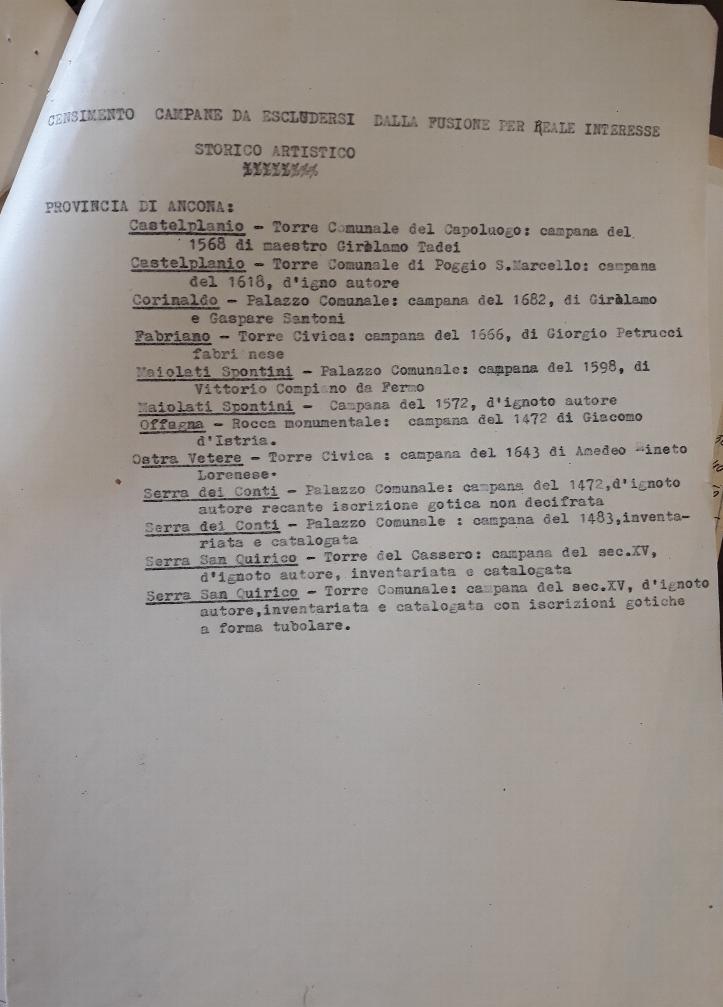 CENSIMENTO CAMPANE DA ESCLUDERSI DALLA FUSIONE PER REALE INTERESSE
STORICO ARTISTICO
PROVINCIA DI ANCONA:
Castelplanio - Torre Comunale del Capoluogo: campana del
1568 di maestro Giròlamo Tadei
Castelplanio - Torre Comunale di Poggio S.Marcello: campana
del 1618, d'igno autore
Corinaldo - Palazzo Comunale: campana del 1682, di Giròlamo
e Gaspare Santoni
Fabriano - Torre Civica: campana del 1666, di Giorgio Petrucci
fabrianese
Maiolati Spontini - Palazzo Comunale: campana del 1598, di
Vittorio Compiano da Fermo
Maiolati Spontini - Campana del 1572, d'ignoto autore
Offagna - Rocca monumentale: campana del 1472 di Giacomo
d'Istria.
Ostra Vetere - Torre Civica : campana del 1643 di Amedeo
Lorenese.
Serra dei Conti - Palazzo Comunale: campana del 1472,d'ignoto
autore recante iscrizione gotica non decifrata
Serra dei Conti - Palazzo Comunale : campana del 1483,inventa-
riata e catalogata
Serra San Quirico - Torre del Cassero: campana del sec.XV,
d'ignoto autore, inventariata e catalogata
Serra San Quirico - Torre Comunale: campana del sec.XV, d'ignoto
autore,inventariata e catalogata con iscrizioni gotiche
a forma tubolare.